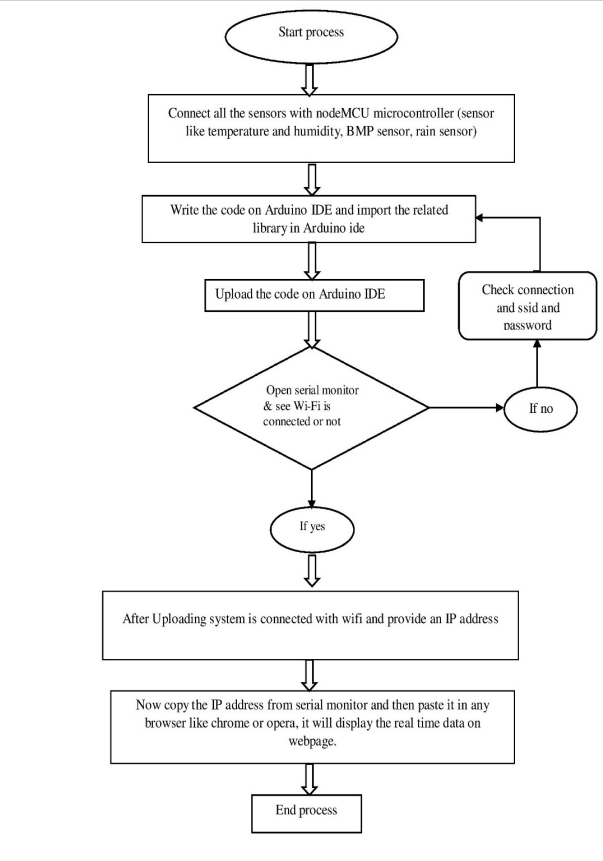 Start process
Connect all the sensors with nodeMCU microcontroller (sensor
like temperature and humidity, BMP sensor, rain sensor)
Write the code on Arduino IDE and import the related
library in Arduino ide
Upload the code on Arduino IDE
Check connection
and ssid and
password
Open serial monitor
& see Wi-Fi is
connected or not
If no
If yes
After Uploading system is connected with wifi and provide an IP address
Now copy the IP address from serial monitor and then paste it in any
browser like chrome or opera, it will display the real time data on
webpage.
End process